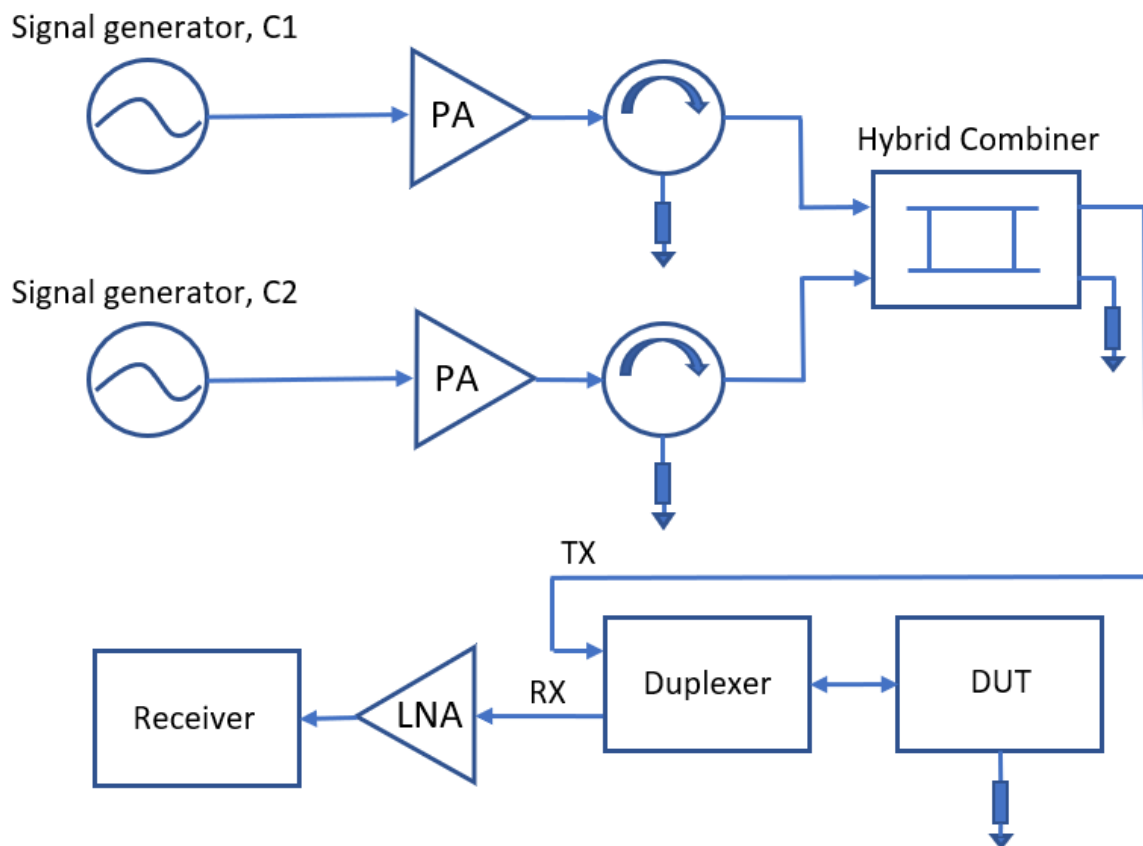 Signal generator, C1
PA
Hybrid Combiner
Signal generator, C2
PA
TX
Duplexer
DUT
RX
LNA
Receiver